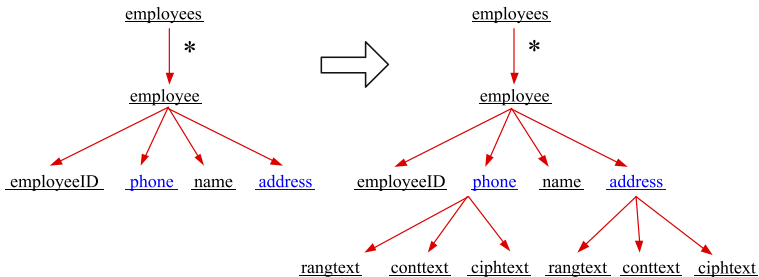 employees employees
* *
employee employee
employeeID phone name address employeeID phone name address
rangtext conttext ciphtext rangtext conttext ciphtext